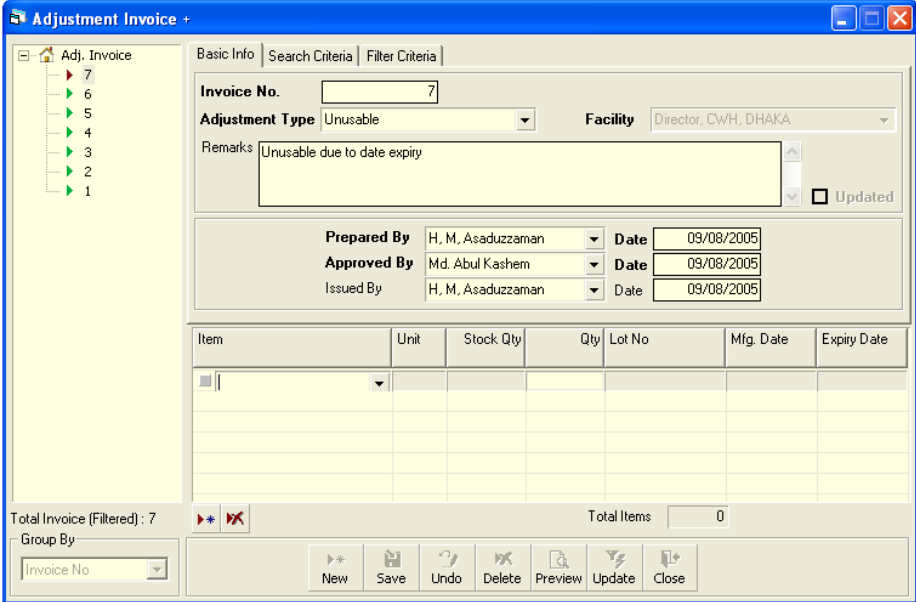 Adjustment Invoice +
Adj. Invoice
7
6
5
4
3
2
1
Total Invoice (Filtered) : 7
Group By
Invoice No
Basic Info Search Criteria Filter Criteria
Invoice No. 7
Adjustment Type Unusable Facility Director, CWH, DHAKA
Remarks Unusable due to date expiry
Updated
Prepared By H, M, Asaduzzaman Date 09/08/2005
Approved By Md. Abul Kashem Date 09/08/2005
Issued By H, M, Asaduzzaman Date 09/08/2005
Item Unit Stock Qty Qty Lot No Mfg. Date Expiry Date
Total Items 0
New Save Undo Delete Preview Update Close